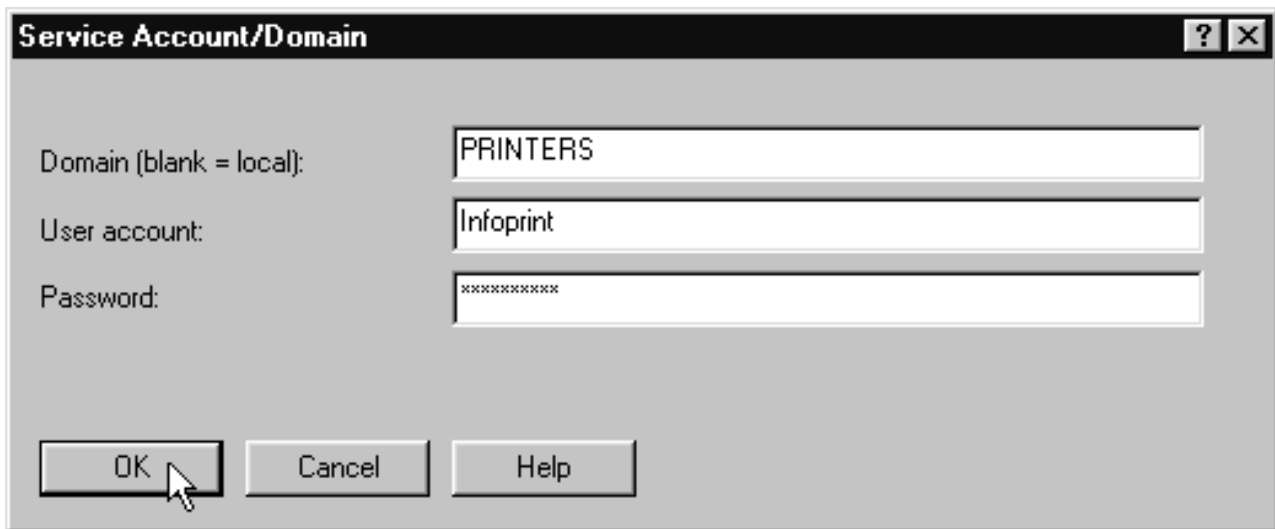 Service Account/Domain
Domain (blank = local):
PRINTERS
User account:
Infoprint
Password:
**********
OK Cancel Help